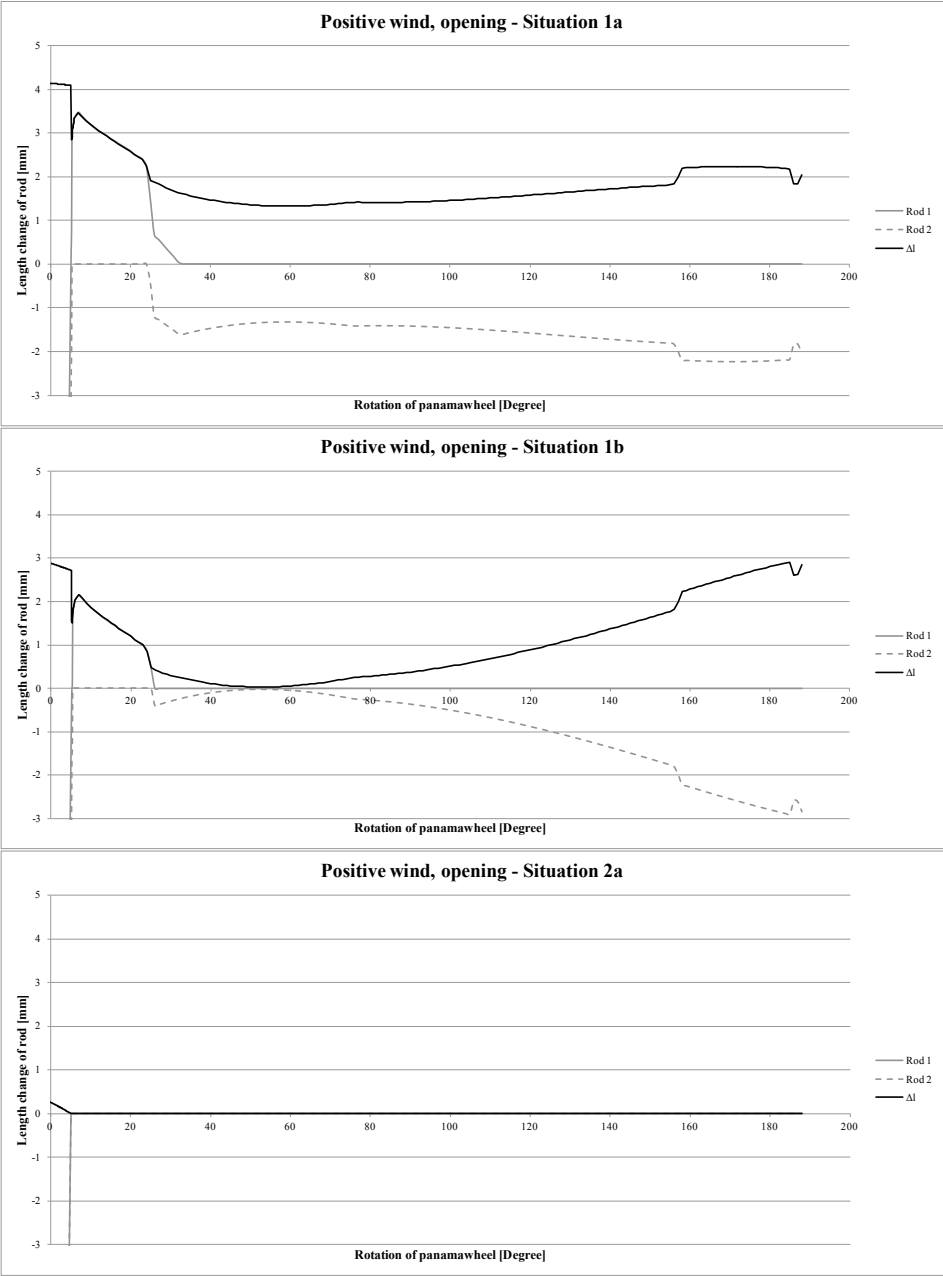 Positive wind, opening - Situation 1a
Length change of rod [mm]
5
4
3
2
1
0
-1
-2
-3
0 20 40 60 80 100 120 140 160 180 200
Rotation of panamawheel [Degree]
Rod 1
Rod 2
Δl
Positive wind, opening - Situation 1b
Length change of rod [mm]
5
4
3
2
1
0
-1
-2
-3
0 20 40 60 80 100 120 140 160 180 200
Rotation of panamawheel [Degree]
Rod 1
Rod 2
Δl
Positive wind, opening - Situation 2a
Length change of rod [mm]
5
4
3
2
1
0
-1
-2
-3
0 20 40 60 80 100 120 140 160 180 200
Rotation of panamawheel [Degree]
Rod 1
Rod 2
Δl